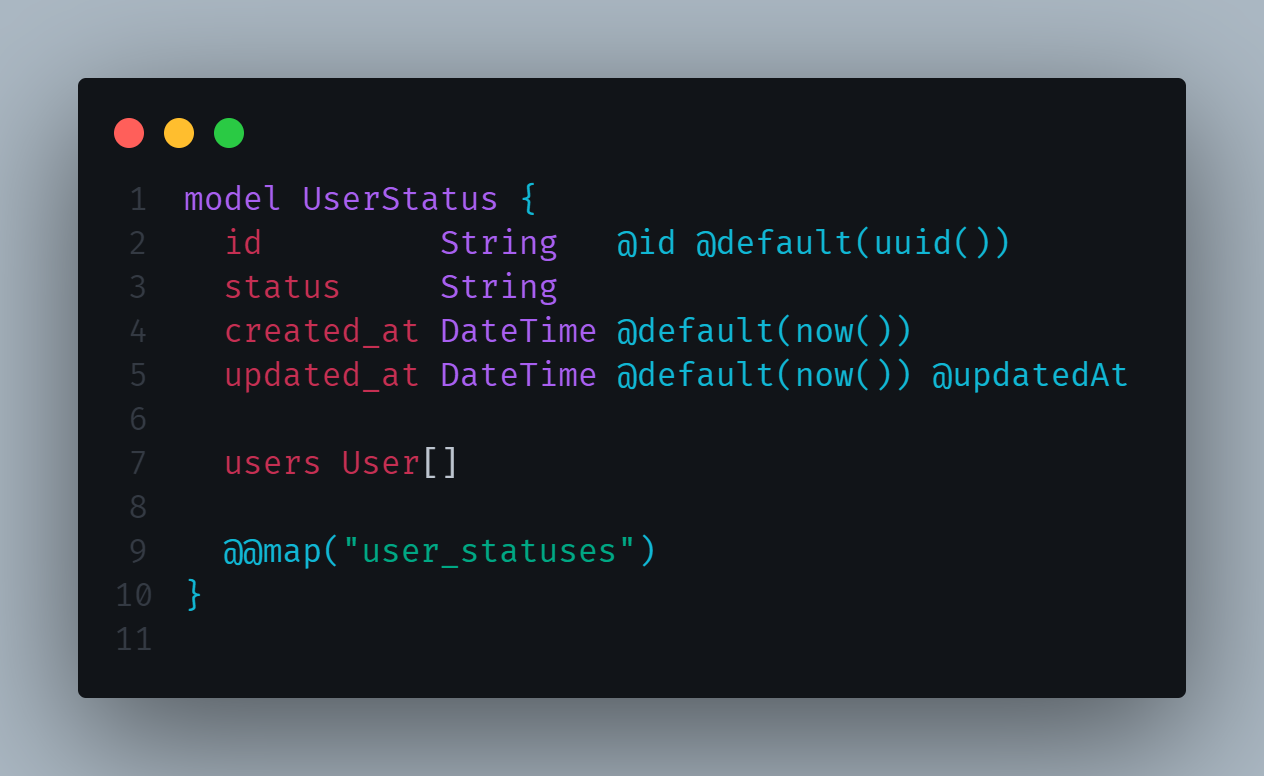 1 model UserStatus {
2   id         String   @id @default(uuid())
3   status     String
4   created_at DateTime @default(now())
5   updated_at DateTime @default(now()) @updatedAt
6
7   users User[]
8
9   @@map("user_statuses")
10 }
11